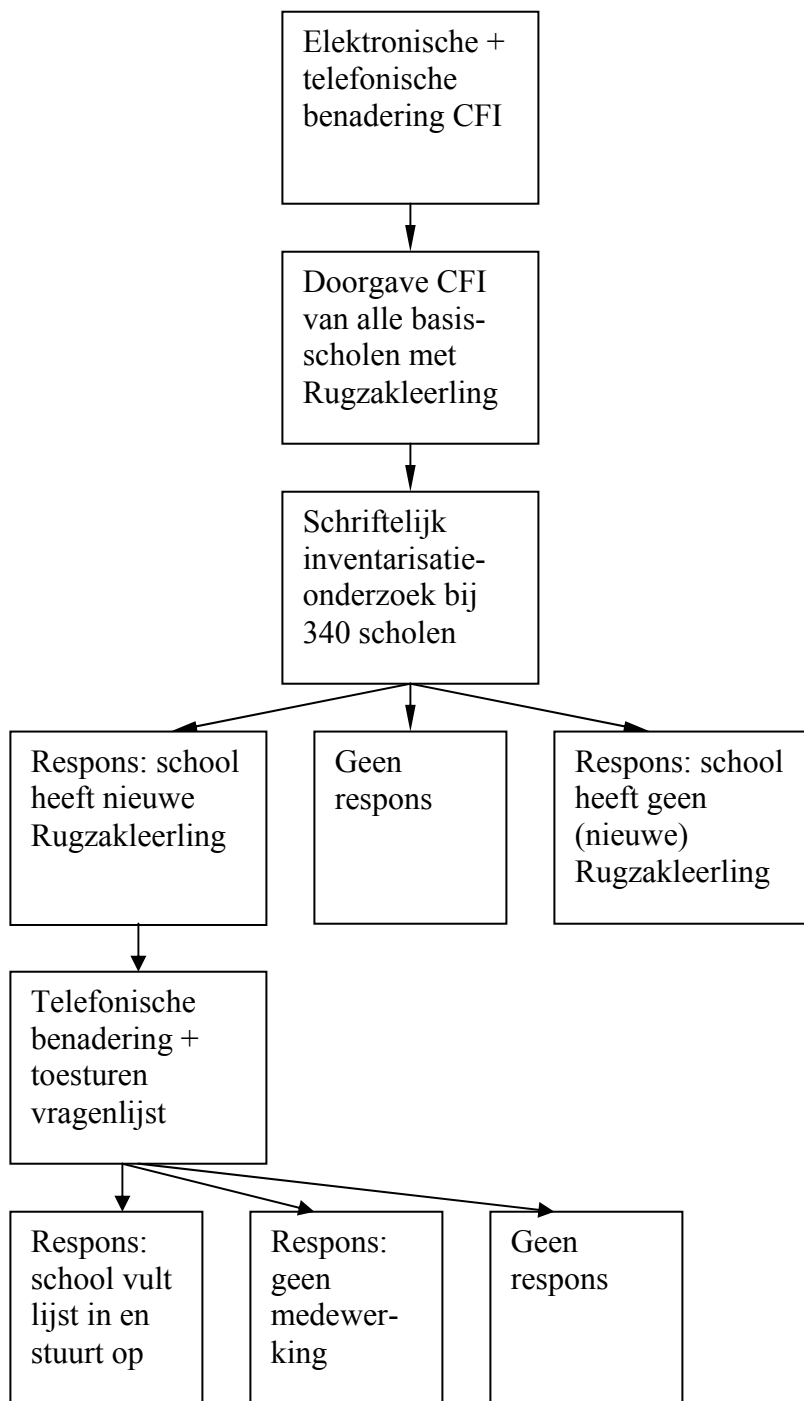 Elektronische +
telefonische
benadering CFI
Doorgave CFI
van alle basis-
scholen met
Rugzakleerling
Schriftelijk
inventarisatie-
onderzoek bij
340 scholen
Respons: school
heeft nieuwe
Rugzakleerling
Geen
respons
Respons: school
heeft geen
(nieuwe)
Rugzakleerling
Telefonische
benadering +
toesturen
vragenlijst
Respons:
school vult
lijst in en
stuurt op
Respons:
geen
medewer-
king
Geen
respons